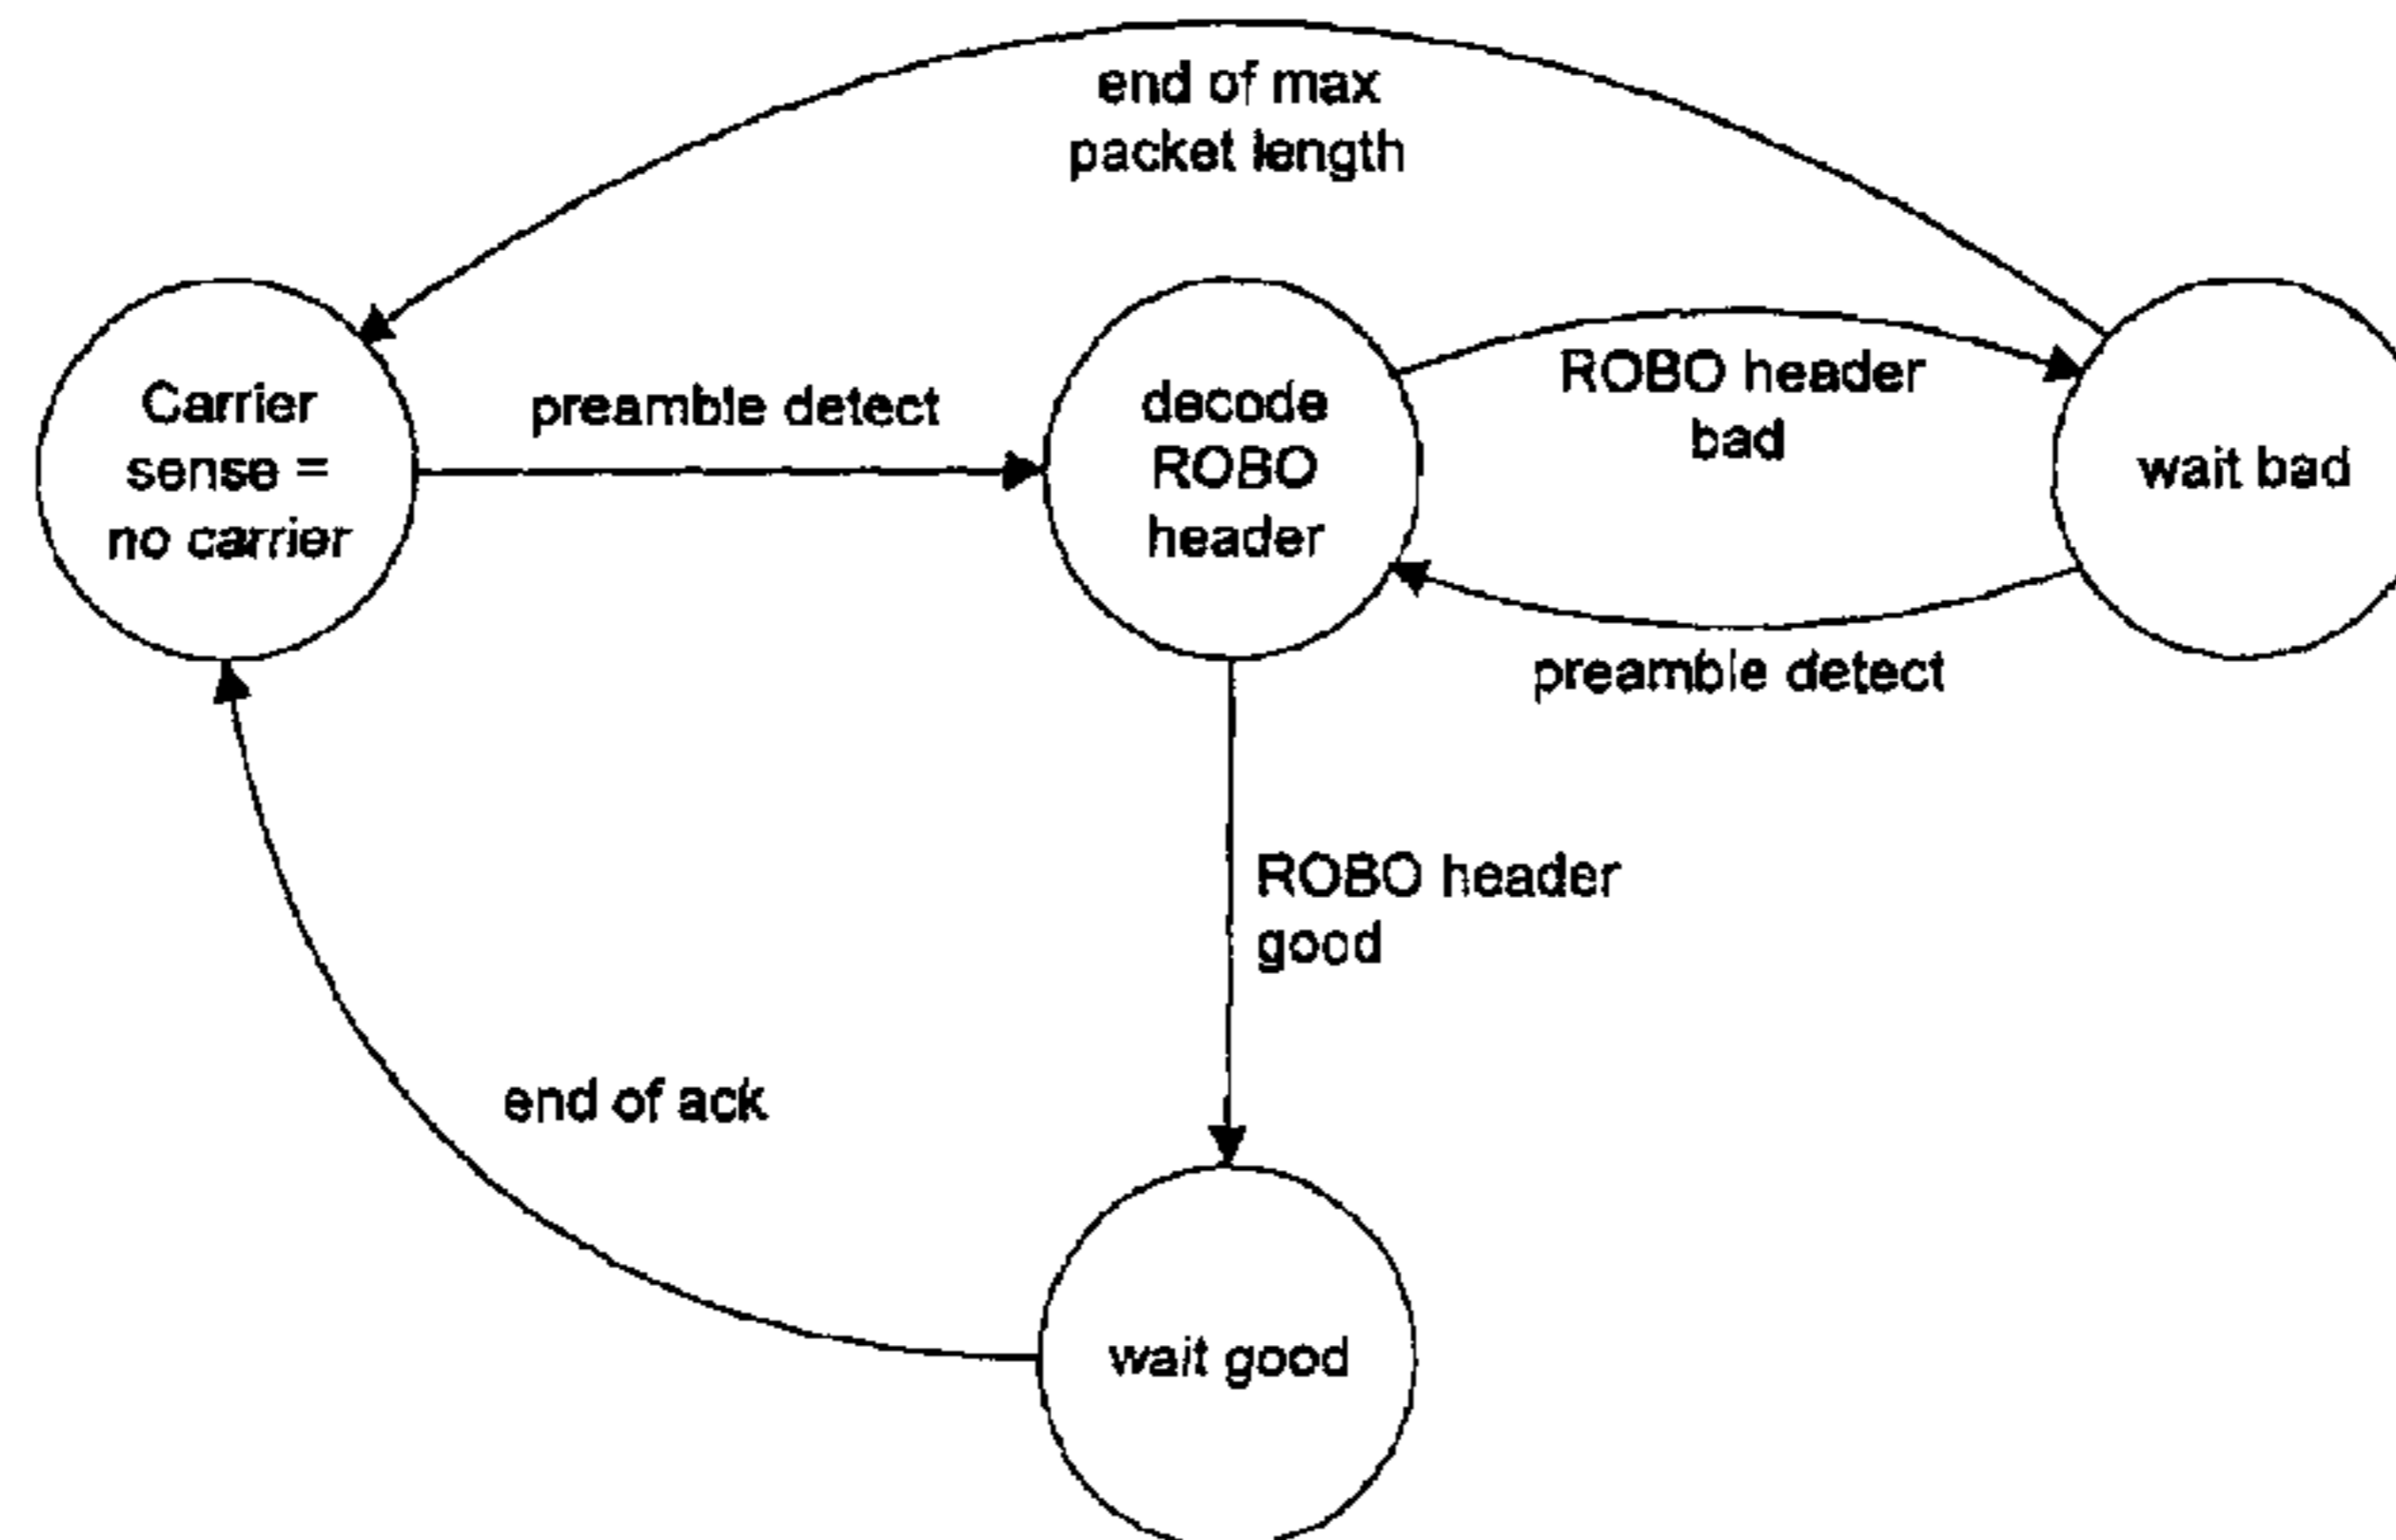 end of max
packet length
Carrier
sense =
no carrier
preamble detect
decode
ROBO
header
ROBO header
bad
wait bad
preamble detect
ROBO header
good
end of ack
wait good